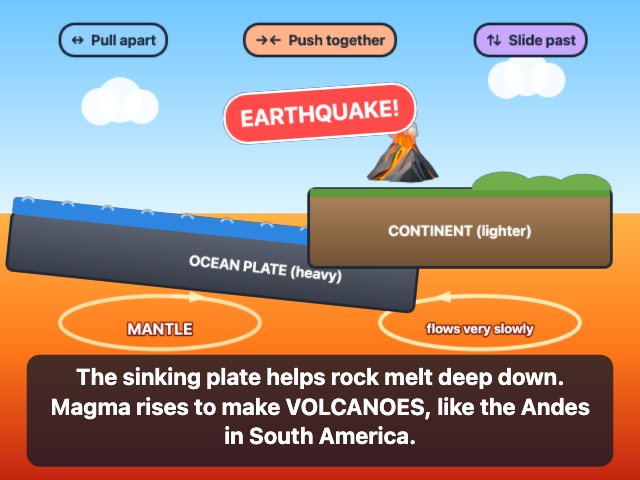 ↔ Pull apart
→← Push together
↑↓ Slide past
EARTHQUAKE!
CONTINENT (lighter)
OCEAN PLATE (heavy)
MANTLE
flows very slowly
The sinking plate helps rock melt deep down.
Magma rises to make VOLCANOES, like the Andes
in South America.